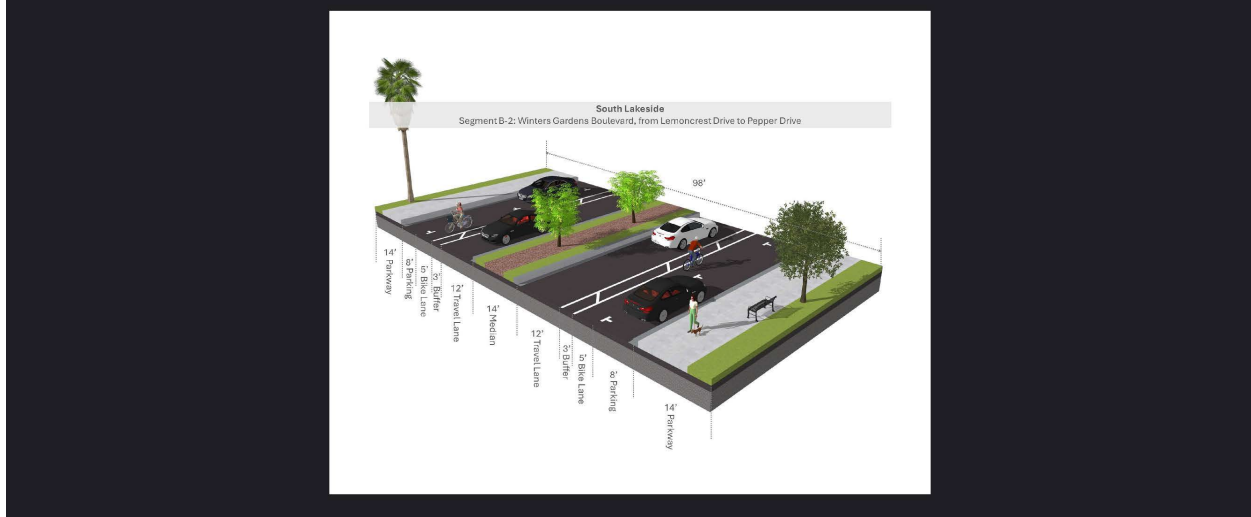 South Lakeside
Segment B-2: Winters Gardens Boulevard, from Lemoncrest Drive to Pepper Drive
98'
14' Parkway
8' Parking
5' Bike Lane
3' Buffer
12' Travel Lane
14' Median
12' Travel Lane
3' Buffer
5' Bike Lane
8' Parking
14' Parkway